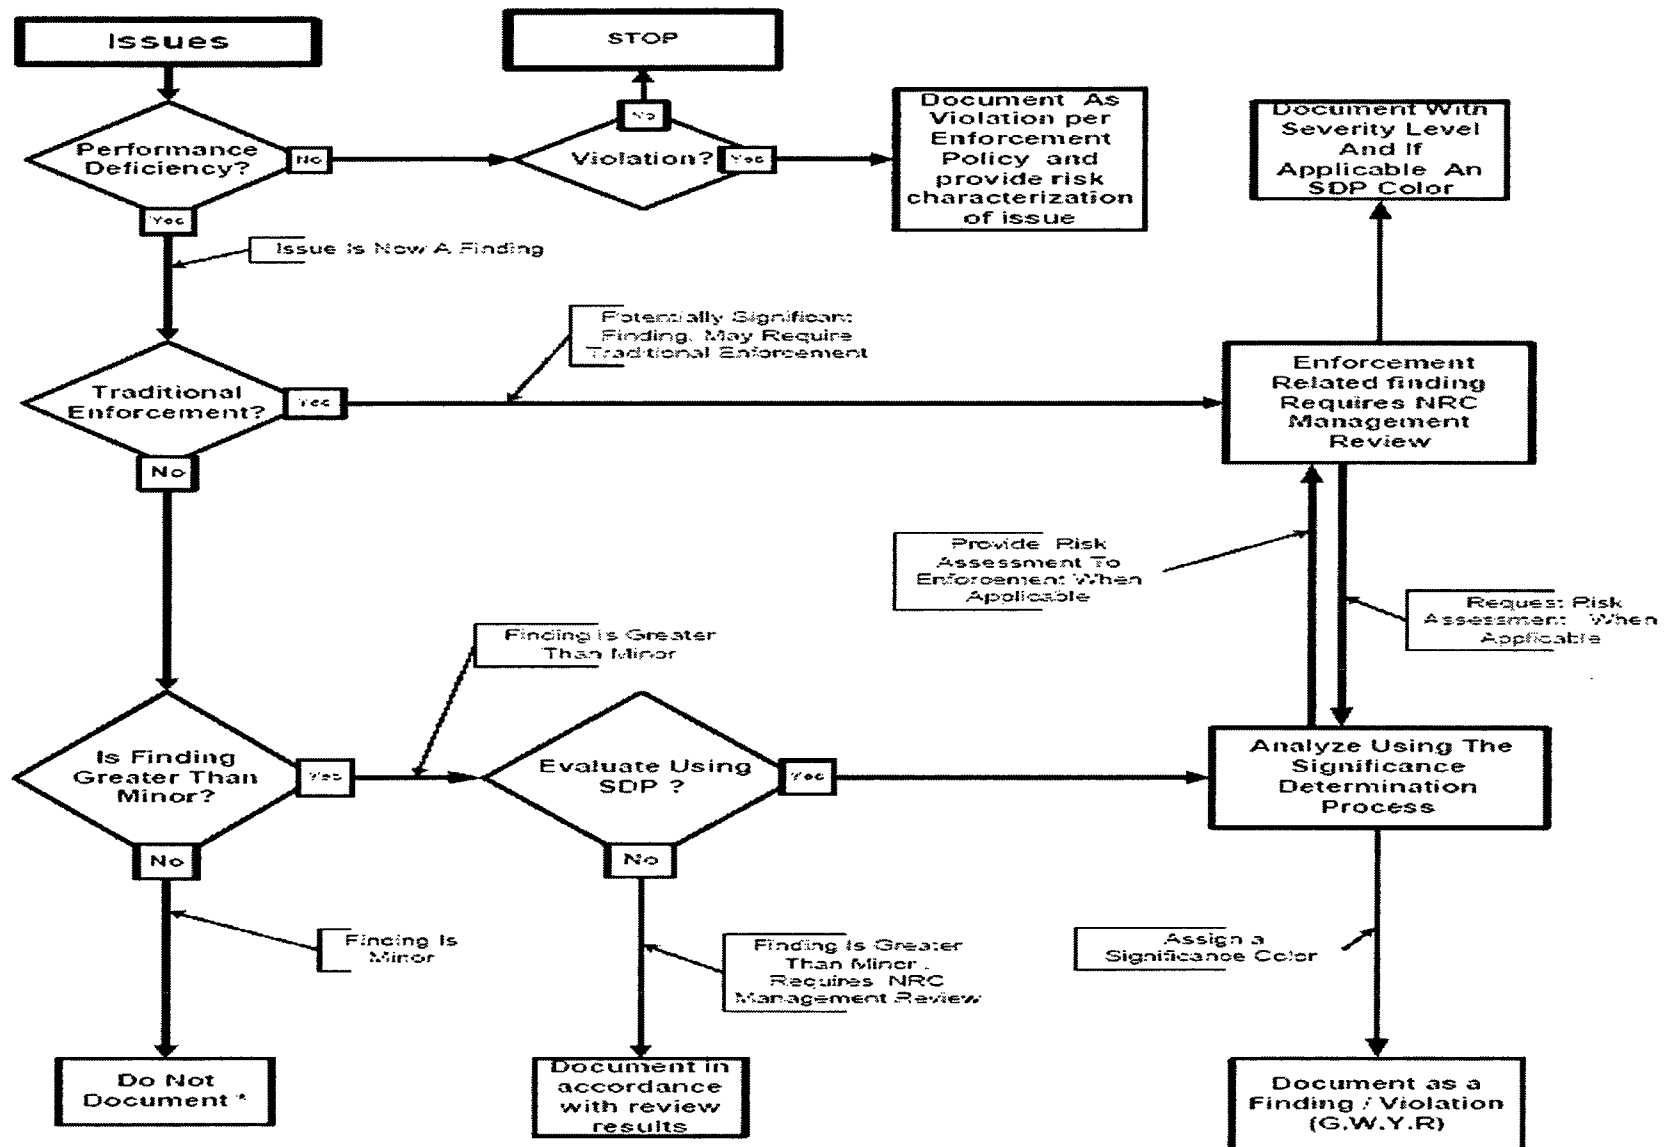 Issues
STOP
Performance
Deficiency?
No
Violation?
No
Yes
Document As
Violation per
Enforcement
Policy and
provide risk
characterization
of issue
Document With
Severity Level
And If
Applicable An
SDP Color
Yes
Issue Is Now A Finding
Potentially Significant
Finding, May Require
Traditional Enforcement
Traditional
Enforcement?
Yes
No
Enforcement
Related finding
Requires NRC
Management
Review
Provide Risk
Assessment To
Enforcement When
Applicable
Request Risk
Assessment When
Applicable
Finding is Greater
Than Minor
Is Finding
Greater Than
Minor?
Yes
No
Evaluate Using
SDP ?
Yes
No
Analyze Using The
Significance
Determination
Process
Finding Is
Minor
Finding Is Greater
Than Minor .
Requires NRC
Management Review
Assign a
Significance Color
Do Not
Document *
Document in
accordance
with review
results
Document as a
Finding / Violation
(G.W.Y.R)